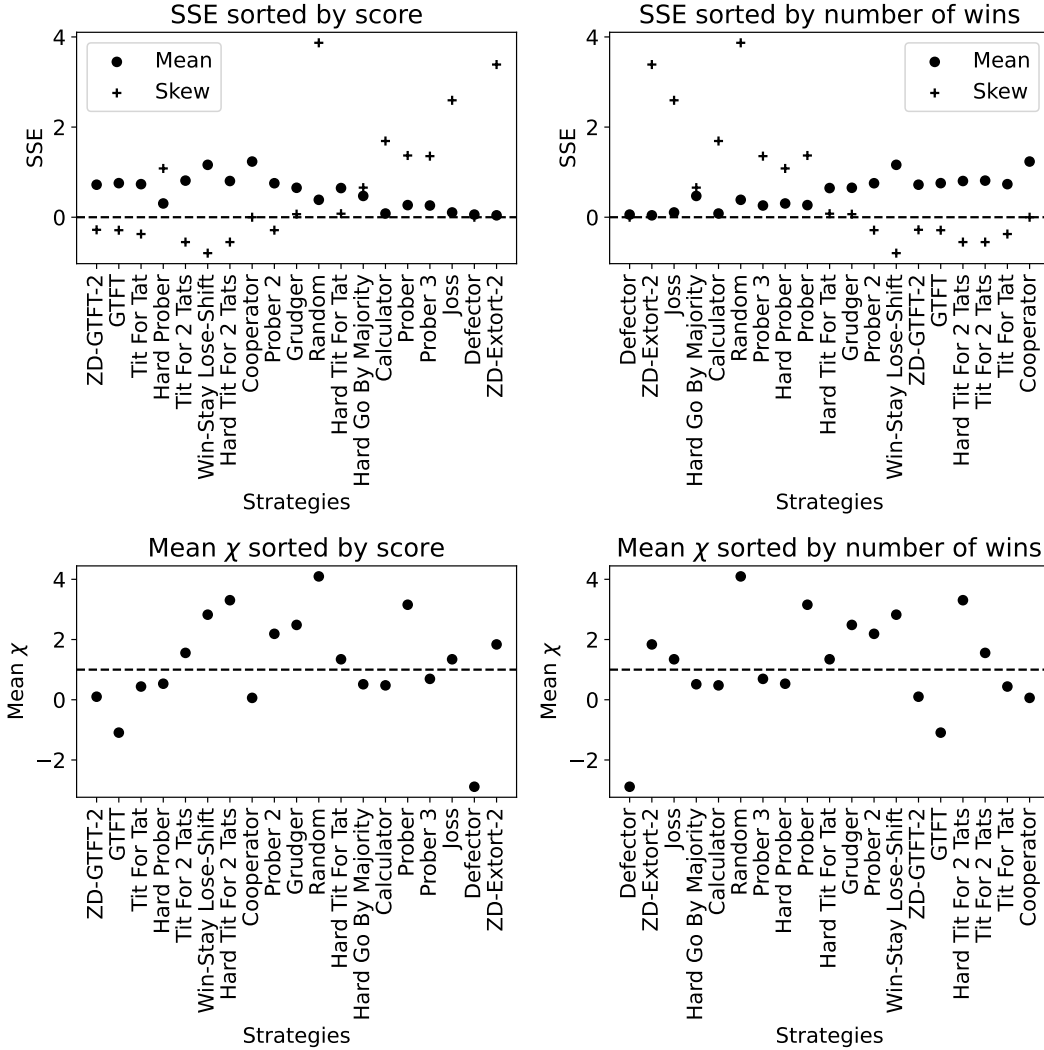 SSE sorted by score
SSE
4
2
0
Mean
Skew
ZD-GTFT-2
GTFT
Tit For Tat
Hard Prober
Tit For 2 Tats
Win-Stay Lose-Shift
Hard Tit For 2 Tats
Cooperator
Prober 2
Grudger
Random
Hard Tit For Tat
Hard Go By Majority
Calculator
Prober
Prober 3
Joss
Defector
ZD-Extort-2
Strategies
SSE sorted by number of wins
SSE
4
2
0
Mean
Skew
Defector
ZD-Extort-2
Joss
Hard Go By Majority
Calculator
Random
Prober 3
Hard Prober
Prober
Hard Tit For Tat
Grudger
Prober 2
Win-Stay Lose-Shift
ZD-GTFT-2
GTFT
Hard Tit For 2 Tats
Tit For 2 Tats
Tit For Tat
Cooperator
Strategies
Mean χ sorted by score
Mean χ
4
2
0
−2
ZD-GTFT-2
GTFT
Tit For Tat
Hard Prober
Tit For 2 Tats
Win-Stay Lose-Shift
Hard Tit For 2 Tats
Cooperator
Prober 2
Grudger
Random
Hard Tit For Tat
Hard Go By Majority
Calculator
Prober
Prober 3
Joss
Defector
ZD-Extort-2
Strategies
Mean χ sorted by number of wins
Mean χ
4
2
0
−2
Defector
ZD-Extort-2
Joss
Hard Go By Majority
Calculator
Random
Prober 3
Hard Prober
Prober
Hard Tit For Tat
Grudger
Prober 2
Win-Stay Lose-Shift
ZD-GTFT-2
GTFT
Hard Tit For 2 Tats
Tit For 2 Tats
Tit For Tat
Cooperator
Strategies